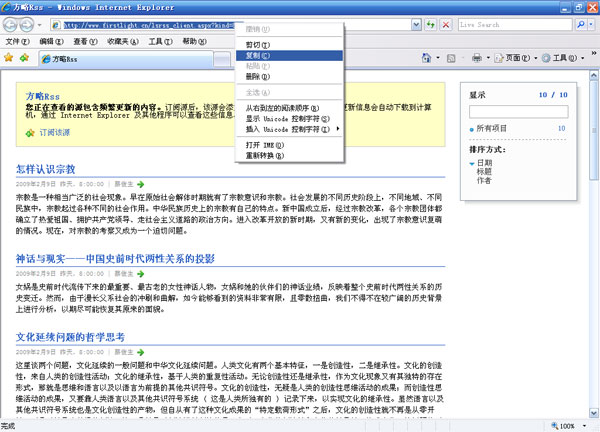 方略Rss - Windows Internet Explorer
http://www.firstlight.cn/lsrss_client.aspx?kind=
Live Search
文件(F) 编辑(E) 查看(V) 收藏夹(A) 工具(T) 帮助(H)
方略Rss
页面(P) 工具(O)
撤销(U)
剪切(T)
复制(C)
粘贴(P)
删除(D)
全选(A)
从右到左的阅读顺序(R)
显示 Unicode 控制字符(S)
插入 Unicode 控制字符(I)
打开 IME(O)
重新转换(R)
方略Rss
您正在查看的源包含频繁更新的内容。订阅源后，该源会添
更新信息会自动下载到计算
机，通过 Internet Explorer 及其他程序可以查看这些信息
订阅该源
显示 10 / 10
所有项目 10
排序方式:
日期
标题
作者
怎样认识宗教
2009年2月9日 昨天，8:00:00
宗教是一种相当广泛的社会现象。早在原始社会解体时期就有了宗教意识和宗教。社会发展的不同历史阶段上，不同地域、不同
民族中，宗教起过各种不同的社会作用。中华民族历史上的宗教有自己的特点。新中国成立后，经过宗教改革，各个宗教团体都
确立了热爱祖国、拥护共产党领导、走社会主义道路的政治方向。进入改革开放的新时期，又有新的变化，出现了宗教意识复萌
的情况。现在，对宗教的考察又成为一个迫切问题。
神话与现实——中国史前时代两性关系的投影
2009年2月9日 昨天，8:00:00
女娲是史前时代流传下来的最重要、最古老的女性神话人物，女娲和她的伙伴们的神话业绩，反映着整个史前时代两性关系的历
史变迁。然而，由于漫长父系社会的冲刷和曲解，如今能够看到的资料非常有限，且零散扭曲，我们不得不在较广阔的历史背景
上进行分析，以期尽可能恢复其原来的面貌。
文化延续问题的哲学思考
2009年2月9日 昨天，8:00:00
这里谈两个问题，文化延续的一般问题和中华文化延续问题。人类文化有两个基本特征，一是创造性，二是继承性。文化的创造
性，来自人类的创造性活动；文化的继承性，基于人类的重复性活动。无论创造性还是继承性，作为文化现象又有其独特的存在
形式，那就是思维和语言以及以语言为前提的其他共识符号。文化的创造性，无疑是人类的创造性思维活动的成果；而创造性思
维活动的成果，又要靠人类语言以及其他共识符号系统 ( 这是人类所独有的 ) 记录下来，以实现文化的继承性。虽然语言以及
其他共识符号系统也是文化创造性的产物，但自从有了这种文化成果的“特定载荷形式”之后，文化的创造性就不再是从零开
完成
100%